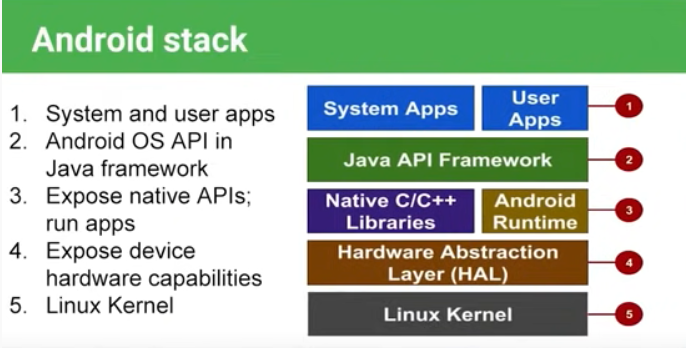 Android stack
1. System and user apps
2. Android OS API in
Java framework
3. Expose native APIs;
run apps
4. Expose device
hardware capabilities
5. Linux Kernel
System Apps
User
Apps
1
Java API Framework
2
Native C/C++
Libraries
Android
Runtime
3
Hardware Abstraction
Layer (HAL)
4
Linux Kernel
5